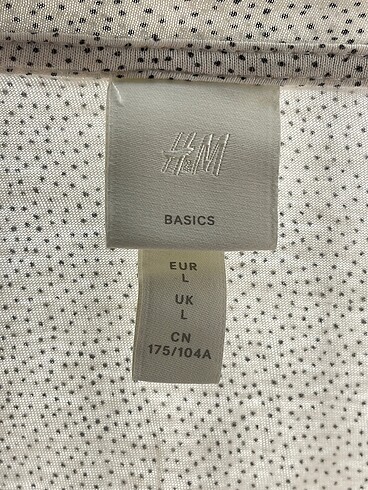 H&M
BASICS
EUR
L
UK
L
CN
175/104A